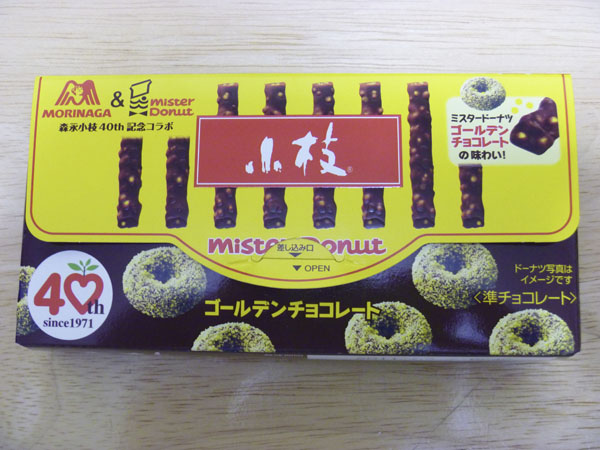 MORINAGA & mister Donut
森永小枝40th記念コラボ
小枝®
ミスタードーナツ
ゴールデン
チョコレート
の味わい!
mister Donut
差し込み口
▼ OPEN
40th
since1971
ゴールデンチョコレート
ドーナツ写真は
イメージです
〈準チョコレート〉